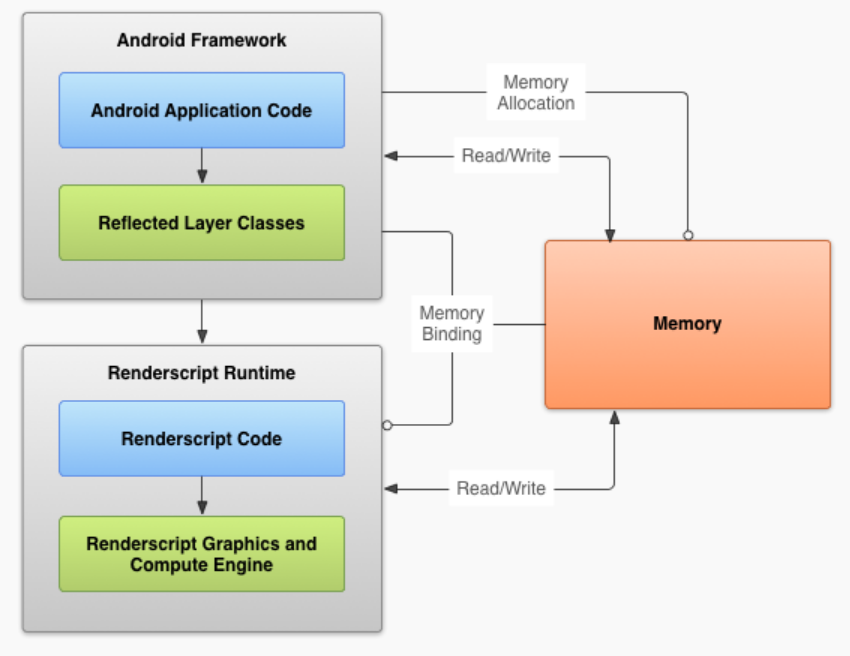 Android Framework
Android Application Code
Reflected Layer Classes
Memory
Allocation
Read/Write
Memory
Binding
Memory
Renderscript Runtime
Renderscript Code
Renderscript Graphics and
Compute Engine
Read/Write